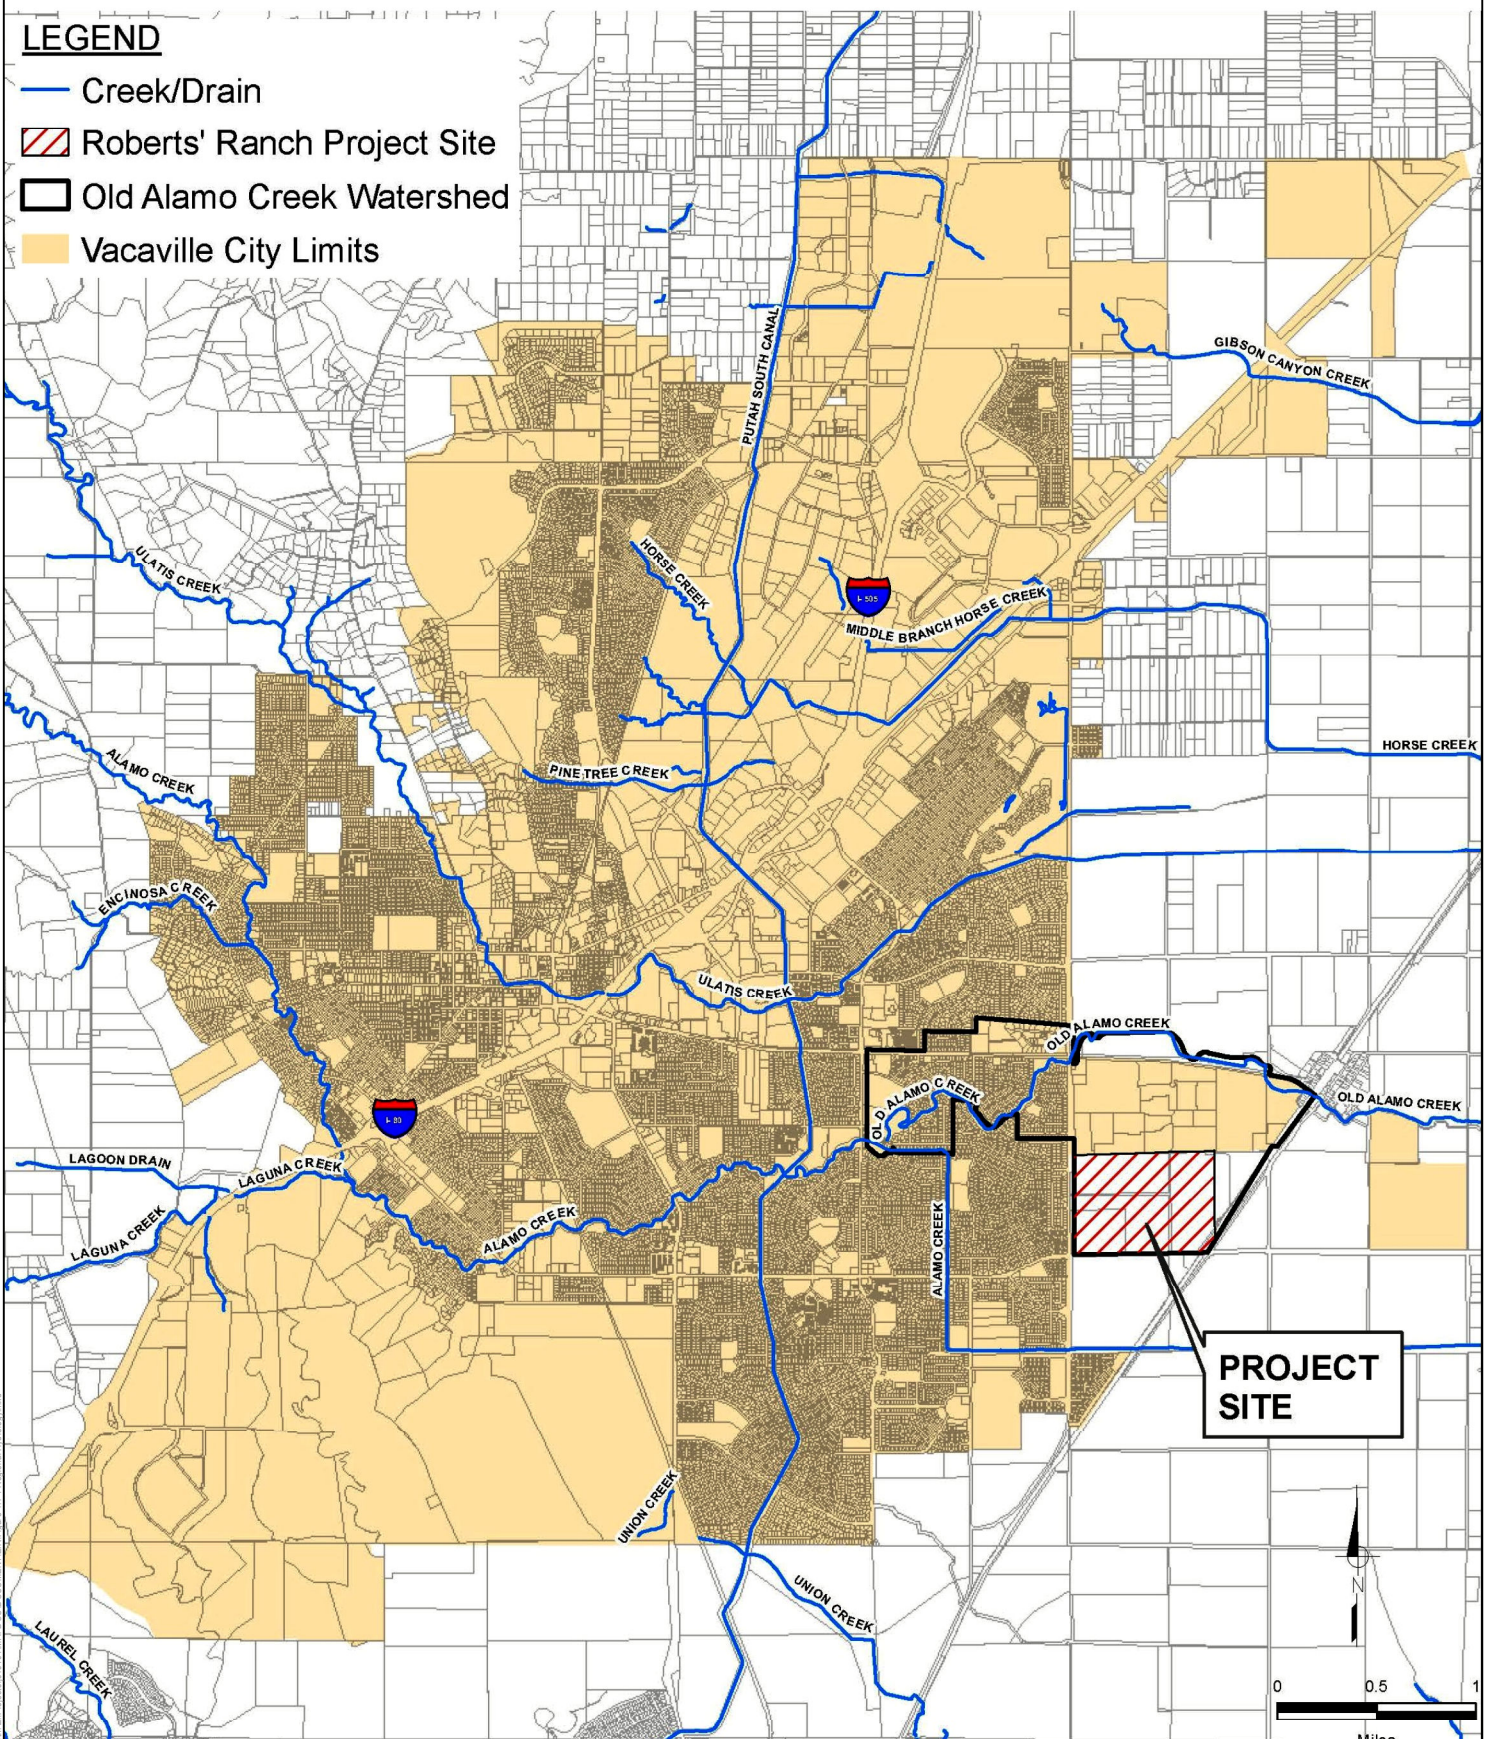 LEGEND
Creek/Drain
Roberts' Ranch Project Site
Old Alamo Creek Watershed
Vacaville City Limits
PUTAH SOUTH CANAL
GIBSON CANYON CREEK
ULATIS CREEK
HORSE CREEK
I-505
MIDDLE BRANCH HORSE CREEK
HORSE CREEK
ALAMO CREEK
PINE TREE CREEK
ENCINOSA CREEK
ULATIS CREEK
OLD ALAMO CREEK
OLD ALAMO CREEK
OLD ALAMO CREEK
I-80
LAGOON DRAIN
LAGUNA CREEK
LAGUNA CREEK
ALAMO CREEK
ALAMO CREEK
PROJECT
SITE
UNION CREEK
UNION CREEK
LAUREL CREEK
N
0 0.5 1
Miles